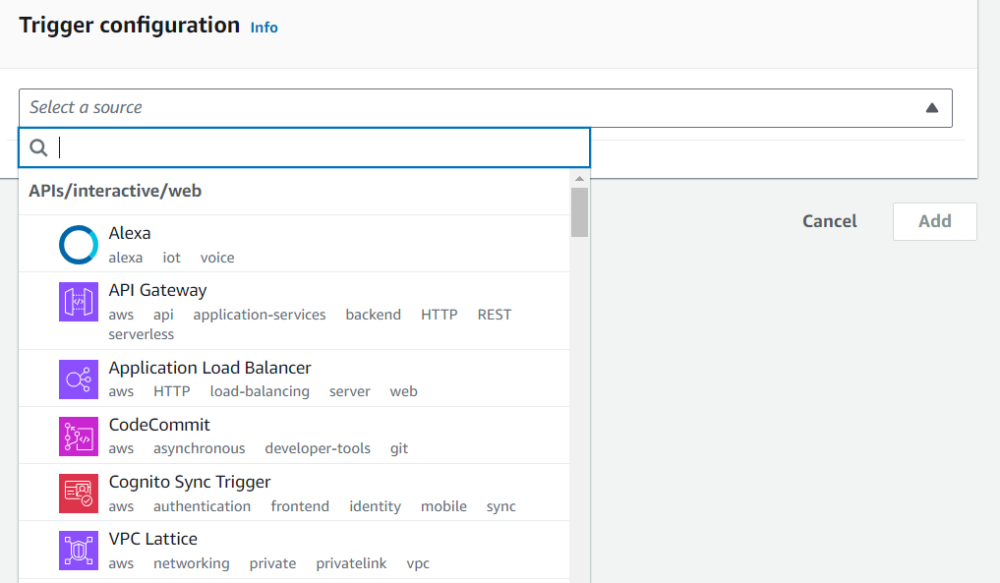 Trigger configuration Info
Select a source
APIs/interactive/web
Alexa
alexa iot voice
Cancel Add
API Gateway
aws api application-services backend HTTP REST
serverless
Application Load Balancer
aws HTTP load-balancing server web
CodeCommit
aws asynchronous developer-tools git
Cognito Sync Trigger
aws authentication frontend identity mobile sync
VPC Lattice
aws networking private privatelink vpc